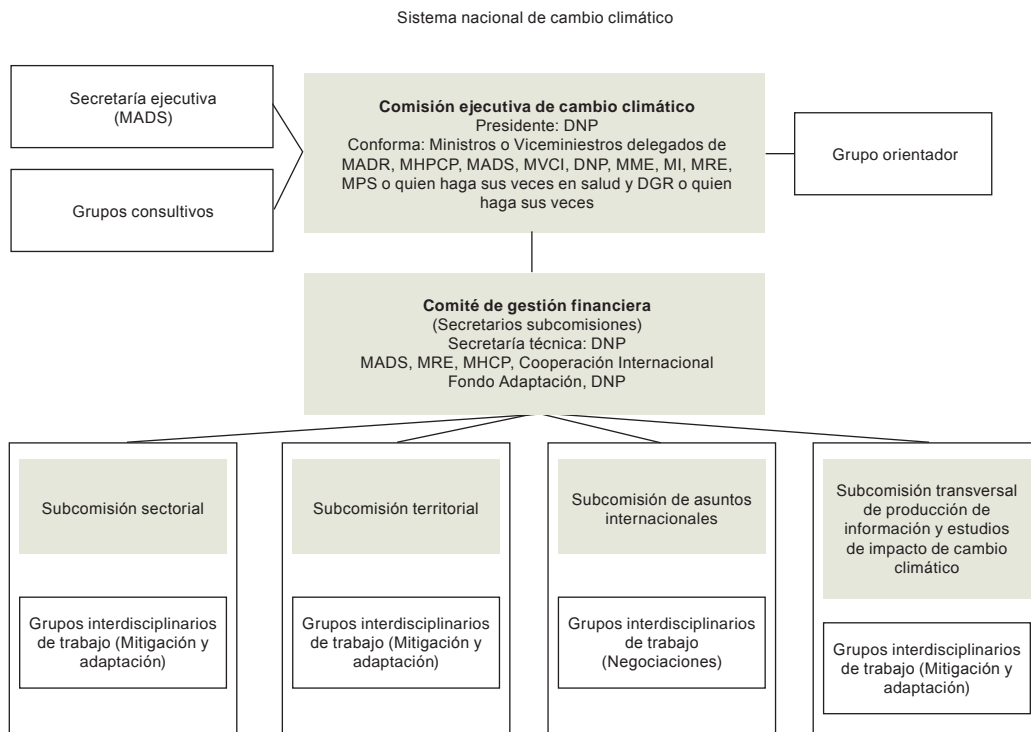 Sistema nacional de cambio climático
Secretaría ejecutiva
(MADS)
Grupos consultivos
Comisión ejecutiva de cambio climático
Presidente: DNP
Conforma: Ministros o Viceminiestros delegados de
MADR, MHPCP, MADS, MVCI, DNP, MME, MI, MRE,
MPS o quien haga sus veces en salud y DGR o quien
haga sus veces
Grupo orientador
Comité de gestión financiera
(Secretarios subcomisiones)
Secretaría técnica: DNP
MADS, MRE, MHCP, Cooperación Internacional
Fondo Adaptación, DNP
Subcomisión sectorial
Grupos interdisciplinarios
de trabajo (Mitigación y
adaptación)
Subcomisión territorial
Grupos interdisciplinarios
de trabajo (Mitigación y
adaptación)
Subcomisión de asuntos
internacionales
Grupos interdisciplinarios
de trabajo
(Negociaciones)
Subcomisión transversal
de producción de
información y estudios
de impacto de cambio
climático
Grupos interdisciplinarios
de trabajo (Mitigación y
adaptación)